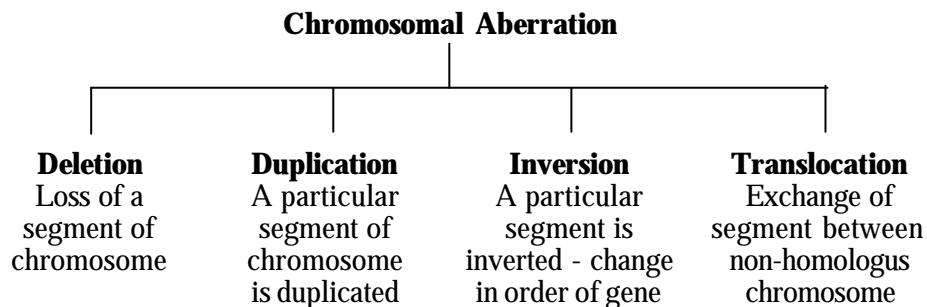 Chromosomal Aberration
Deletion
Loss of a
segment of
chromosome
Duplication
A particular
segment of
chromosome
is duplicated
Inversion
A particular
segment is
inverted - change
in order of gene
Translocation
Exchange of
segment between
non-homologus
chromosome